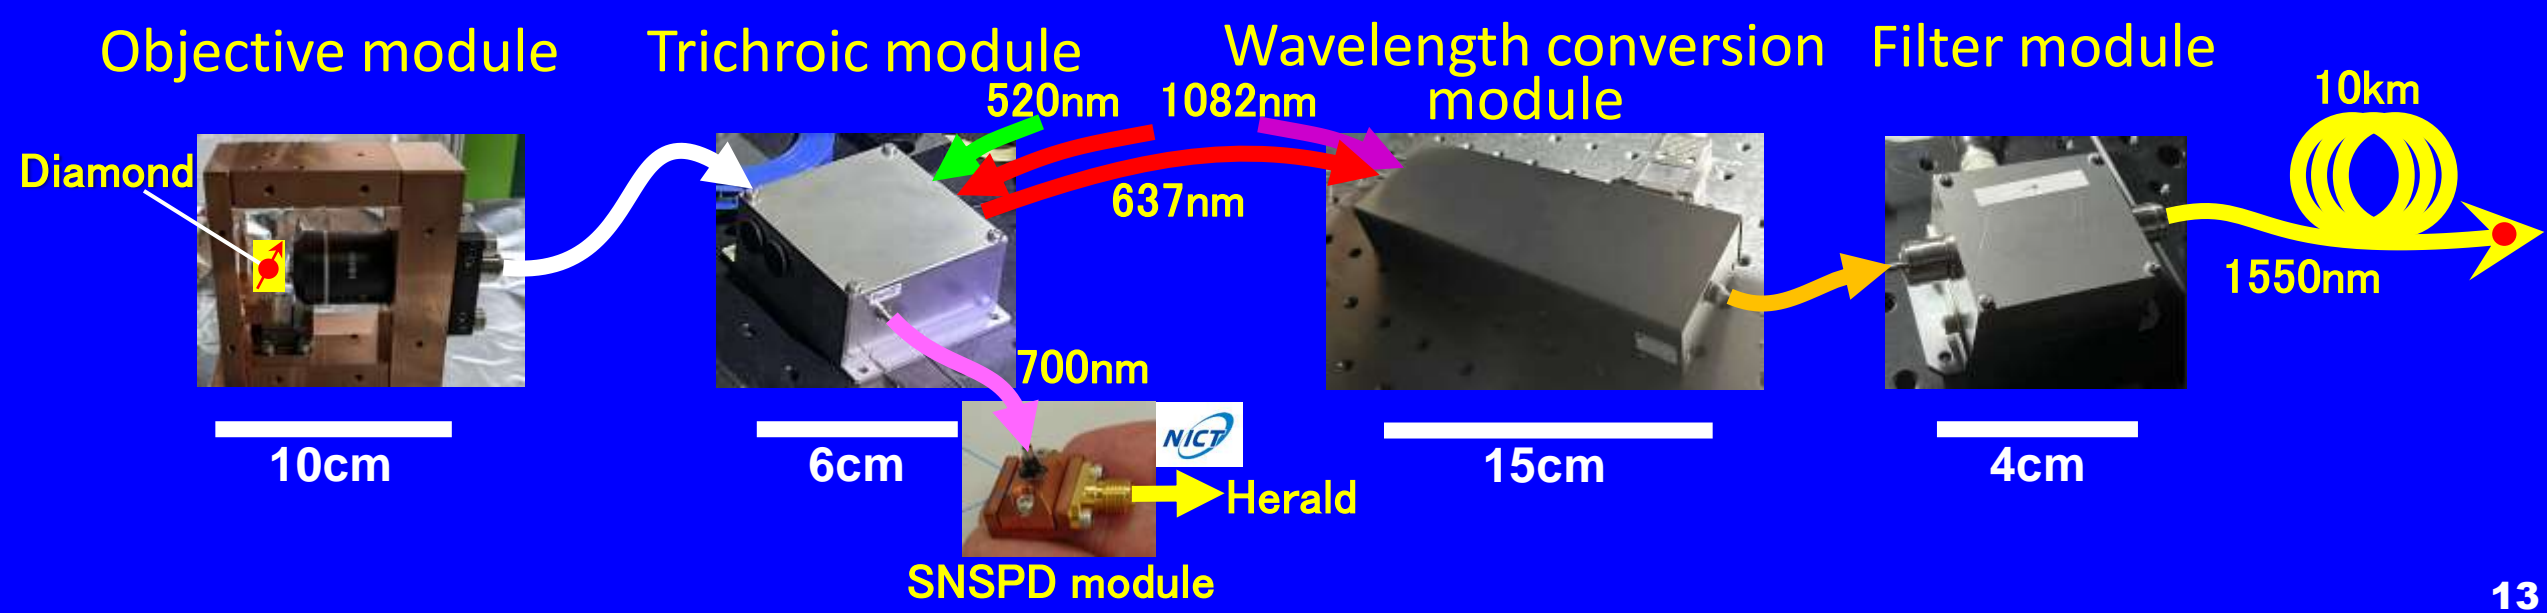 Objective module
Trichroic module
Wavelength conversion
module
Filter module
520nm
1082nm
10km
Diamond
637nm
1550nm
700nm
10cm
6cm
NICT
15cm
4cm
Herald
SNSPD module
13